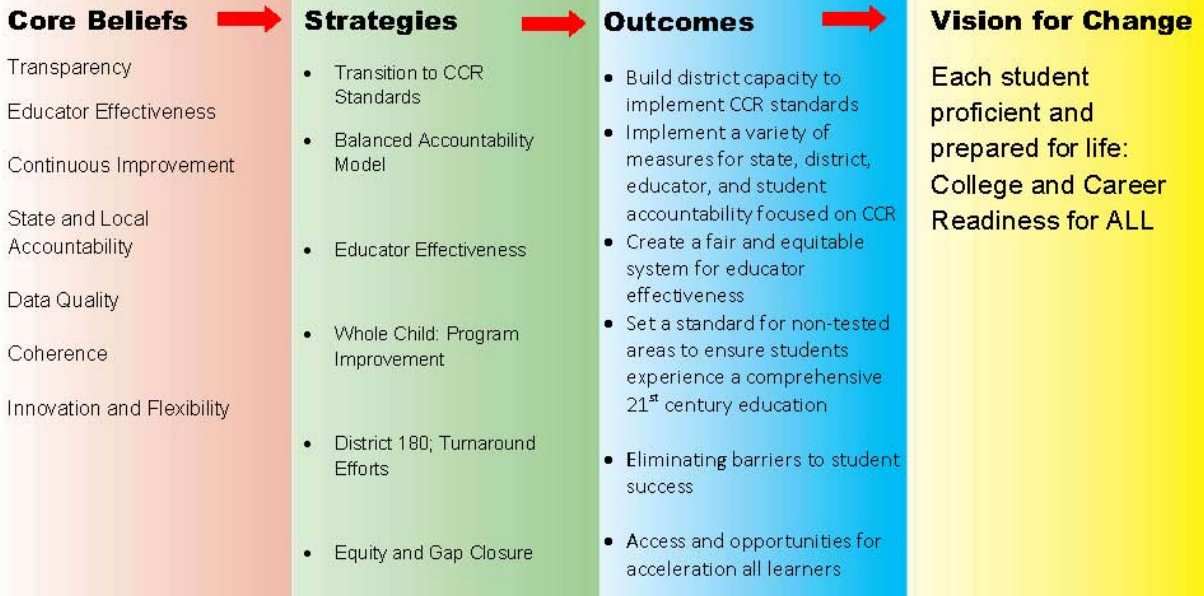 Core Beliefs
Transparency
Educator Effectiveness
Continuous Improvement
State and Local
Accountability
Data Quality
Coherence
Innovation and Flexibility
Strategies
• Transition to CCR
Standards
• Balanced Accountability
Model
• Educator Effectiveness
• Whole Child: Program
Improvement
• District 180; Turnaround
Efforts
• Equity and Gap Closure
Outcomes
• Build district capacity to
implement CCR standards
• Implement a variety of
measures for state, district,
educator, and student
accountability focused on CCR
• Create a fair and equitable
system for educator
effectiveness
• Set a standard for non-tested
areas to ensure students
experience a comprehensive
21st century education
• Eliminating barriers to student
success
• Access and opportunities for
acceleration all learners
Vision for Change
Each student
proficient and
prepared for life:
College and Career
Readiness for ALL